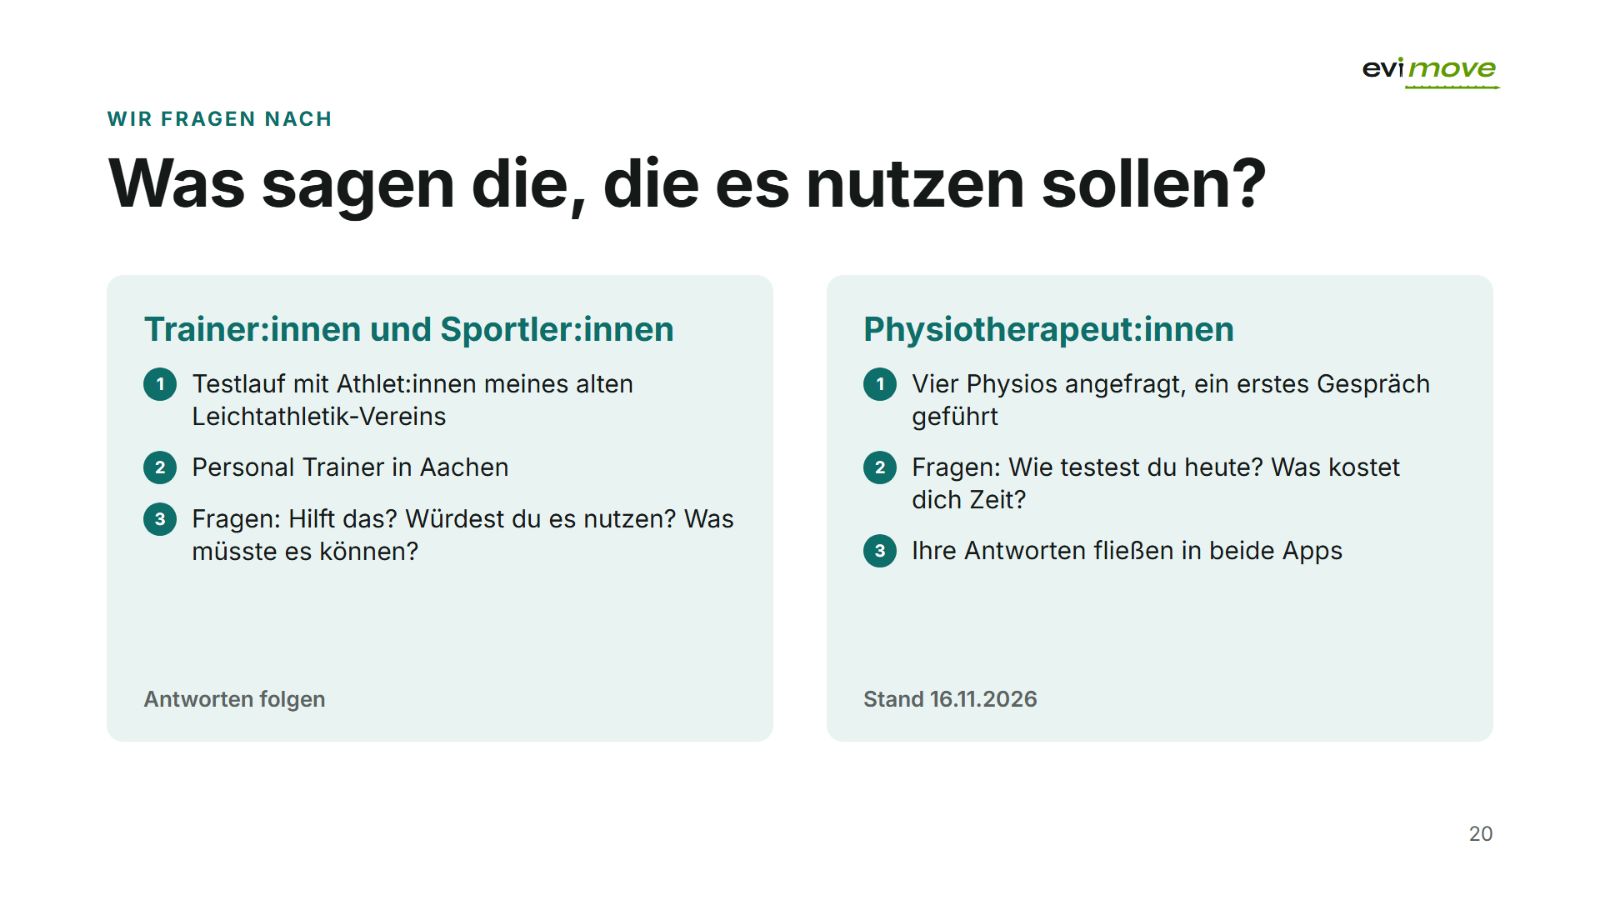 evimove
WIR FRAGEN NACH
Was sagen die, die es nutzen sollen?
Trainer:innen und Sportler:innen
1 Testlauf mit Athlet:innen meines alten
Leichtathletik-Vereins
2 Personal Trainer in Aachen
3 Fragen: Hilft das? Würdest du es nutzen? Was
müsste es können?
Antworten folgen
Physiotherapeut:innen
1 Vier Physios angefragt, ein erstes Gespräch
geführt
2 Fragen: Wie testest du heute? Was kostet
dich Zeit?
3 Ihre Antworten fließen in beide Apps
Stand 16.11.2026
20